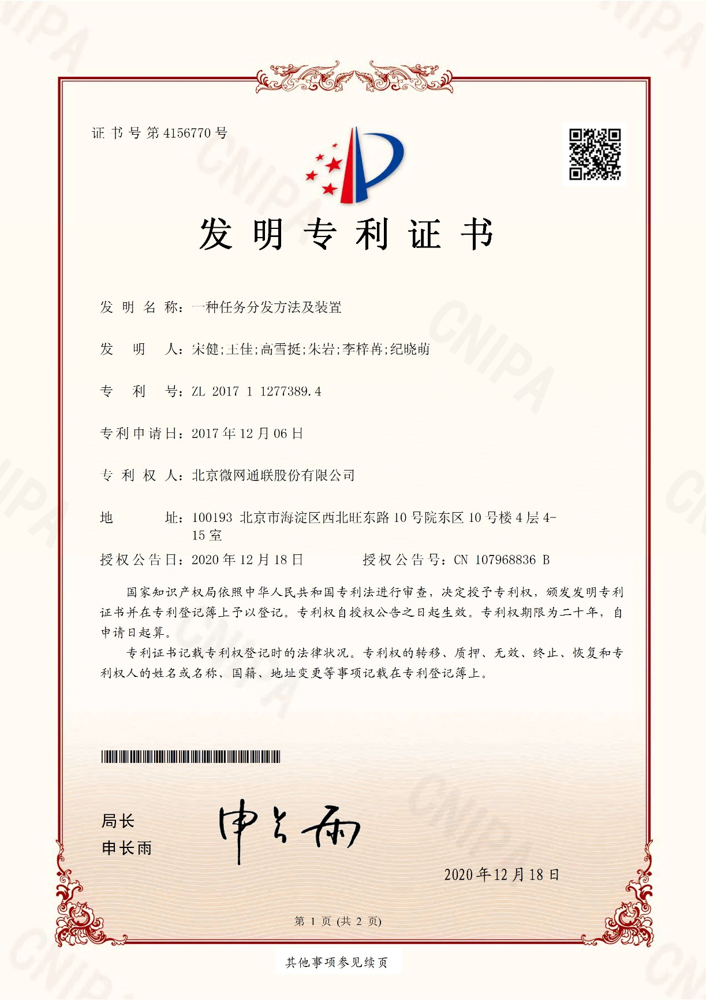 证书号第4156770号
发明专利证书
发明名称：一种任务分发方法及装置
发明人：宋健;王佳;高雪挺;朱岩;李梓苒;纪晓萌
专利号：ZL 2017 1 1277389.4
专利申请日：2017年12月06日
专利权人：北京微网通联股份有限公司
地址：100193 北京市海淀区西北旺东路10号院东区10号楼4层4-
15室
授权公告日：2020年12月18日 授权公告号：CN 107968836 B
国家知识产权局依照中华人民共和国专利法进行审查，决定授予专利权，颁发发明专利
证书并在专利登记簿上予以登记。专利权自授权公告之日起生效。专利权期限为二十年，自
申请日起算。
专利证书记载专利权登记时的法律状况。专利权的转移、质押、无效、终止、恢复和专
利权人的姓名或名称、国籍、地址变更等事项记载在专利登记簿上。
局长
申长雨
申长雨
2020年12月18日
第 1 页 (共 2 页)
其他事项参见续页
CNIPA